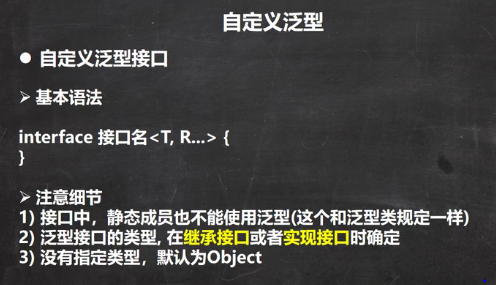 自定义泛型
● 自定义泛型接口
➢ 基本语法
interface 接口名<T, R...> {
}
➢ 注意细节
1) 接口中，静态成员也不能使用泛型(这个和泛型类规定一样)
2) 泛型接口的类型, 在继承接口或者实现接口时确定
3) 没有指定类型，默认为Object